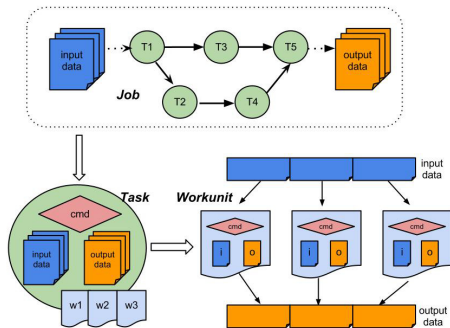 input
data
T1
T3
T5
output
data
Job
T2
T4
Task
Workunit
input
data
cmd
cmd
cmd
cmd
input
data
output
data
i
o
i
o
i
o
w1
w2
w3
output
data